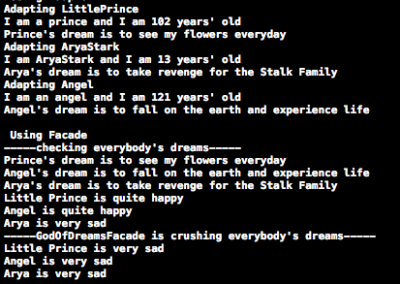 Adapting LittlePrince
I am a prince and I am 102 years' old
Prince's dream is to see my flowers everyday
Adapting AryaStark
I am AryaStark and I am 13 years' old
Arya's dream is to take revenge for the Stalk Family
Adapting Angel
I am an angel and I am 121 years' old
Angel's dream is to fall on the earth and experience life
Using Facade
-----checking everybody's dreams-----
Prince's dream is to see my flowers everyday
Angel's dream is to fall on the earth and experience life
Arya's dream is to take revenge for the Stalk Family
Little Prince is quite happy
Angel is quite happy
Arya is very sad
-----GodOfDreamsFacade is crushing everybody's dreams-----
Little Prince is very sad
Angel is very sad
Arya is very sad